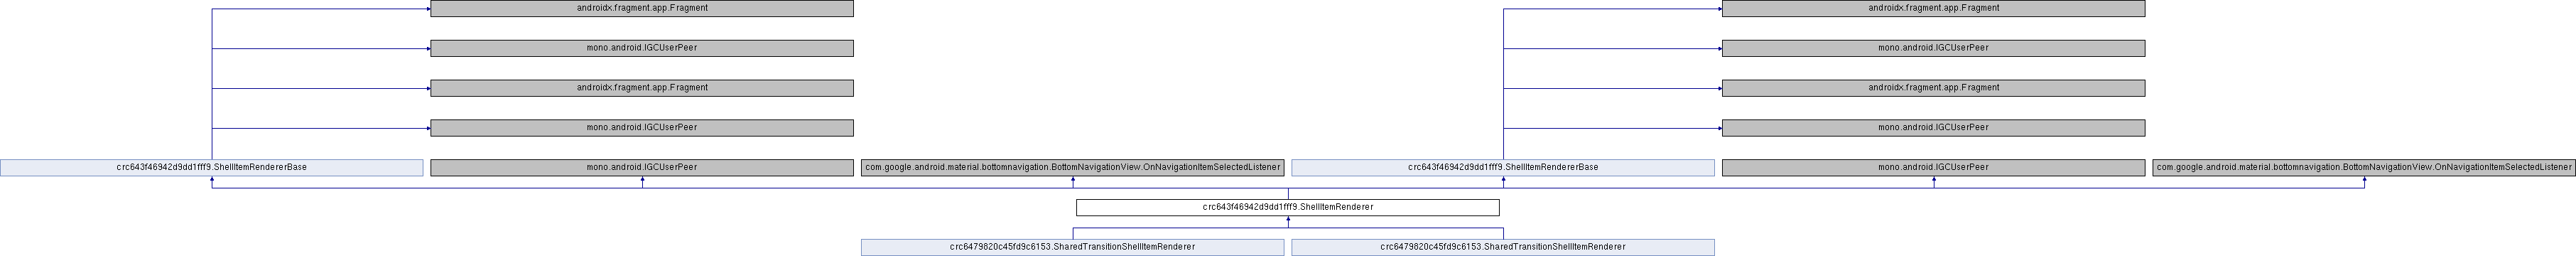 androidx.fragment.app.Fragment androidx.fragment.app.Fragment
mono.android.IGCUserPeer mono.android.IGCUserPeer
androidx.fragment.app.Fragment androidx.fragment.app.Fragment
mono.android.IGCUserPeer mono.android.IGCUserPeer
crc643f46942d9dd1fff9.ShellItemRendererBase mono.android.IGCUserPeer com.google.android.material.bottomnavigation.BottomNavigationView.OnNavigationItemSelectedListener crc643f46942d9dd1fff9.ShellItemRendererBase mono.android.IGCUserPeer com.google.android.material.bottomnavigation.BottomNavigationView.OnNavigationItemSelectedListener
crc643f46942d9dd1fff9.ShellItemRenderer
crc6479820c45fd9c6153.SharedTransitionShellItemRenderer crc6479820c45fd9c6153.SharedTransitionShellItemRenderer